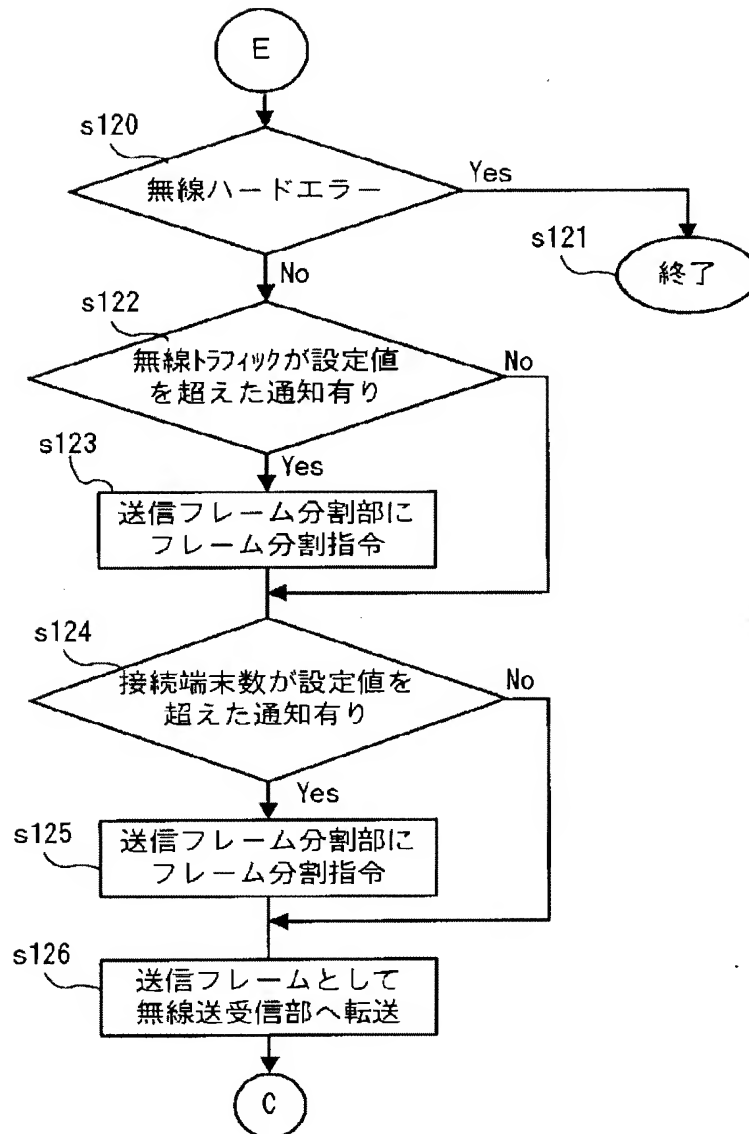 E
s120
無線ハードエラー
Yes
s121
終了
No
s122
無線トラフィックが設定値
を超えた通知有り
No
s123
Yes
送信フレーム分割部に
フレーム分割指令
s124
接続端末数が設定値を
超えた通知有り
No
Yes
s125
送信フレーム分割部に
フレーム分割指令
s126
送信フレームとして
無線送受信部へ転送
C